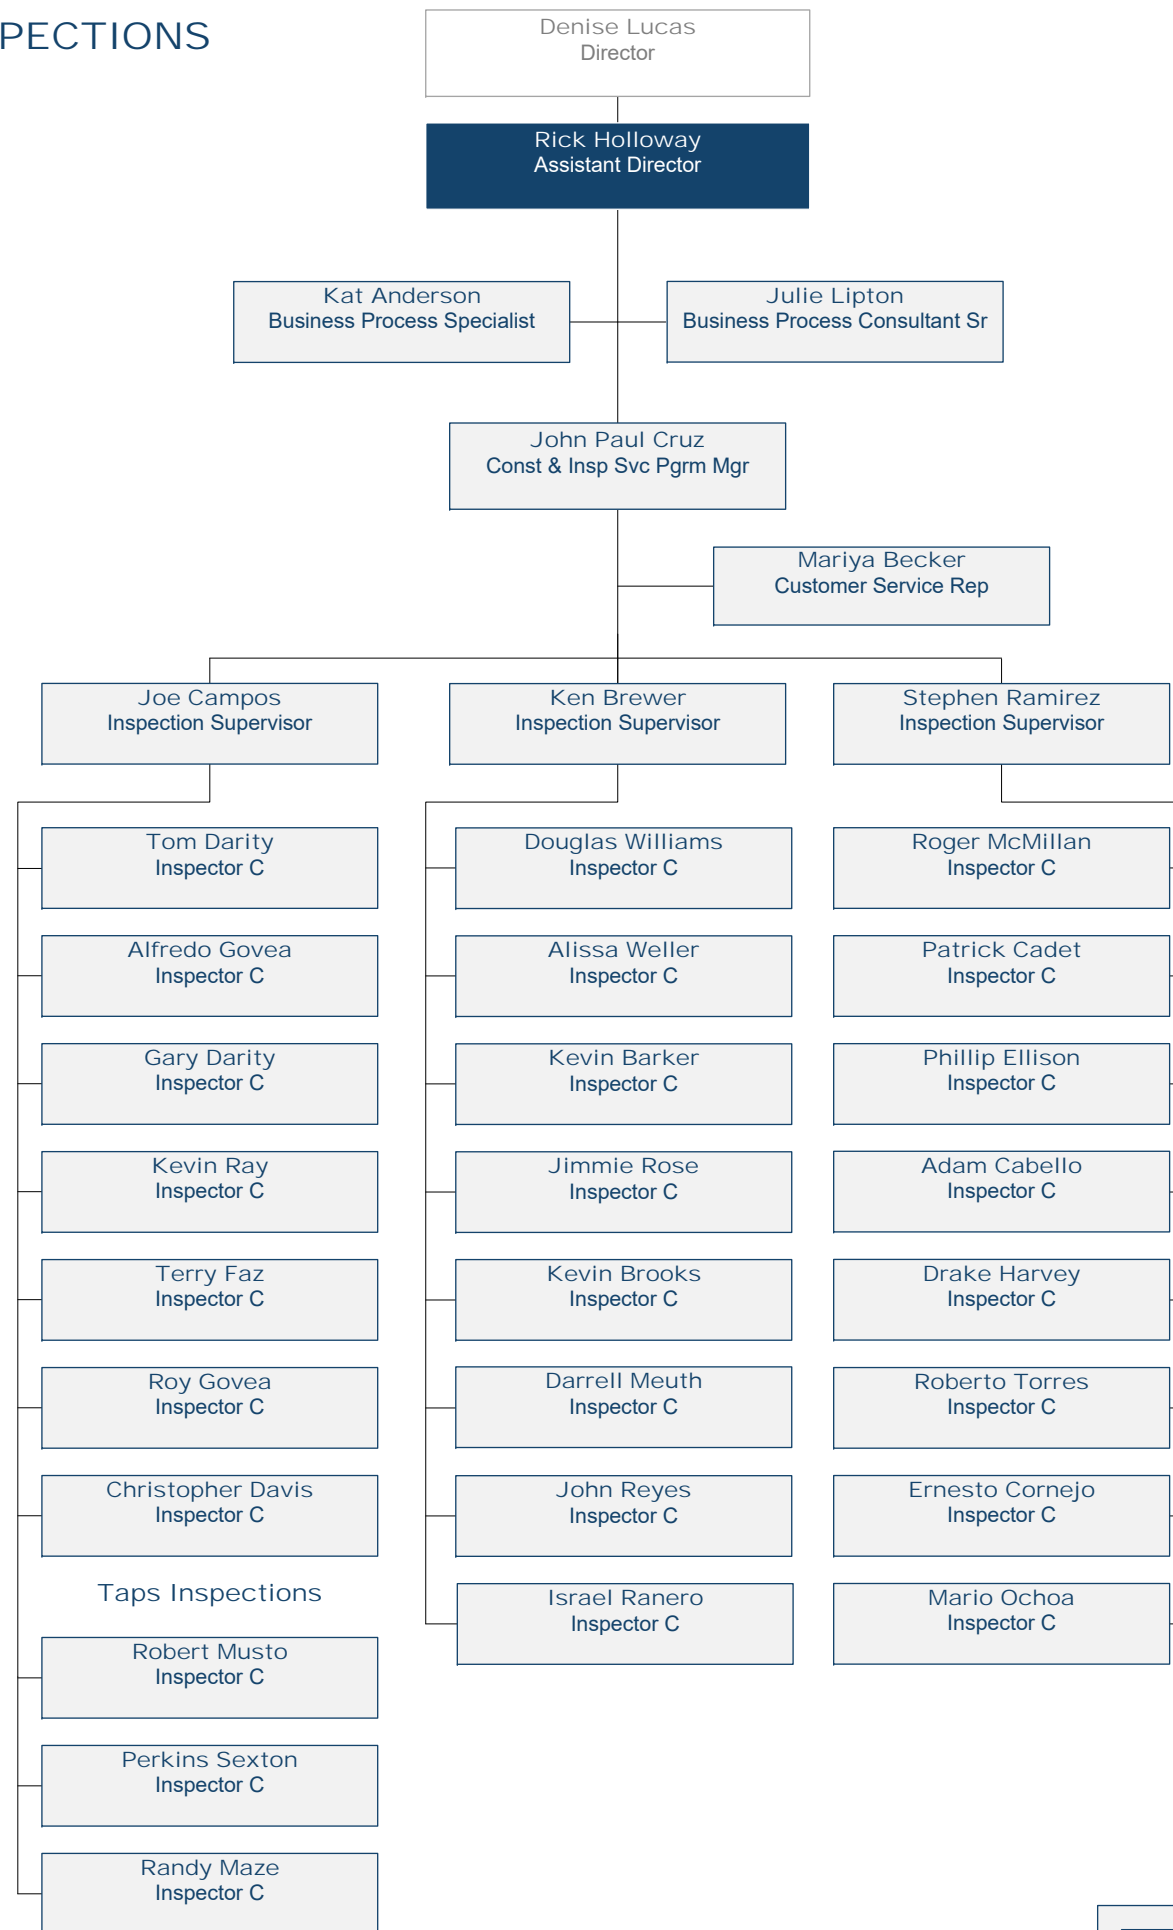 PECTIONS
Denise Lucas
Director
Rick Holloway
Assistant Director
Kat Anderson
Business Process Specialist
Julie Lipton
Business Process Consultant Sr
John Paul Cruz
Const & Insp Svc Pgrm Mgr
Mariya Becker
Customer Service Rep
Joe Campos
Inspection Supervisor
Ken Brewer
Inspection Supervisor
Stephen Ramirez
Inspection Supervisor
Tom Darity
Inspector C
Alfredo Govea
Inspector C
Gary Darity
Inspector C
Kevin Ray
Inspector C
Terry Faz
Inspector C
Roy Govea
Inspector C
Christopher Davis
Inspector C
Taps Inspections
Robert Musto
Inspector C
Perkins Sexton
Inspector C
Randy Maze
Inspector C
Douglas Williams
Inspector C
Alissa Weller
Inspector C
Kevin Barker
Inspector C
Jimmie Rose
Inspector C
Kevin Brooks
Inspector C
Darrell Meuth
Inspector C
John Reyes
Inspector C
Israel Ranero
Inspector C
Roger McMillan
Inspector C
Patrick Cadet
Inspector C
Phillip Ellison
Inspector C
Adam Cabello
Inspector C
Drake Harvey
Inspector C
Roberto Torres
Inspector C
Ernesto Cornejo
Inspector C
Mario Ochoa
Inspector C